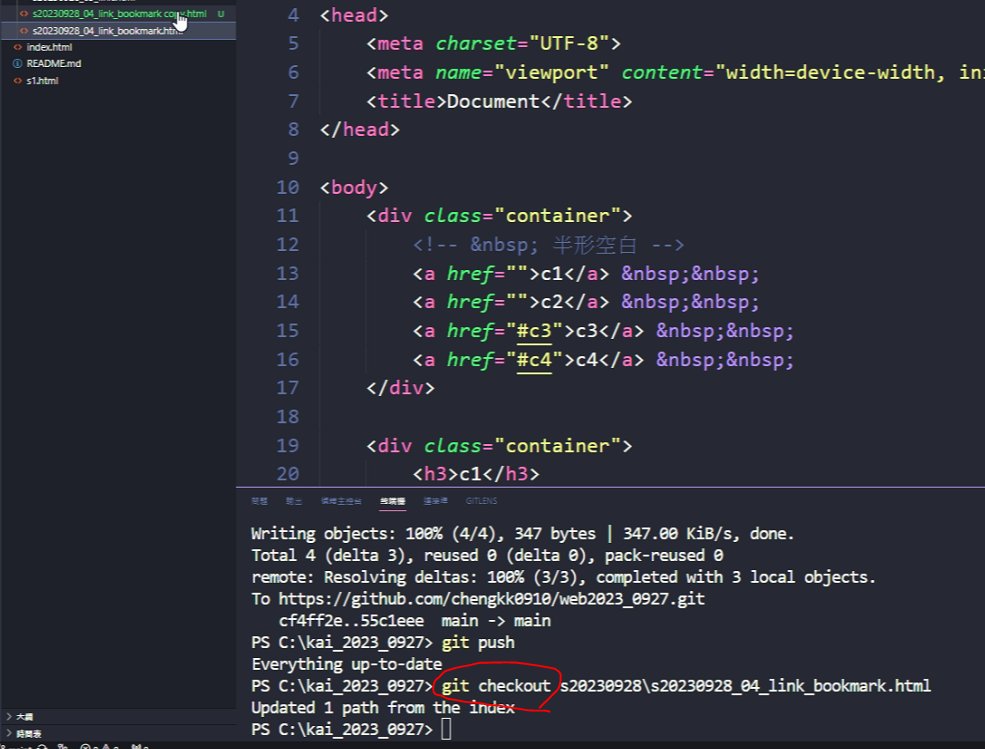 s20230928_04_link_bookmark copy.html U
s20230928_04_link_bookmark.html
index.html
README.md
s1.html
大綱
時間表
4 <head>
5 <meta charset="UTF-8">
6 <meta name="viewport" content="width=device-width, ini
7 <title>Document</title>
8 </head>
9
10 <body>
11 <div class="container">
12 <!-- &nbsp; 半形空白 -->
13 <a href="">c1</a> &nbsp;&nbsp;
14 <a href="">c2</a> &nbsp;&nbsp;
15 <a href="#c3">c3</a> &nbsp;&nbsp;
16 <a href="#c4">c4</a> &nbsp;&nbsp;
17 </div>
18
19 <div class="container">
20 <h3>c1</h3>
問題 輸出 偵錯主控台 終端機 連接埠 GITLENS
Writing objects: 100% (4/4), 347 bytes | 347.00 KiB/s, done.
Total 4 (delta 3), reused 0 (delta 0), pack-reused 0
remote: Resolving deltas: 100% (3/3), completed with 3 local objects.
To https://github.com/chengkk0910/web2023_0927.git
cf4ff2e..55c1eee main -> main
PS C:\kai_2023_0927> git push
Everything up-to-date
PS C:\kai_2023_0927> git checkout s20230928\s20230928_04_link_bookmark.html
Updated 1 path from the index
PS C:\kai_2023_0927>